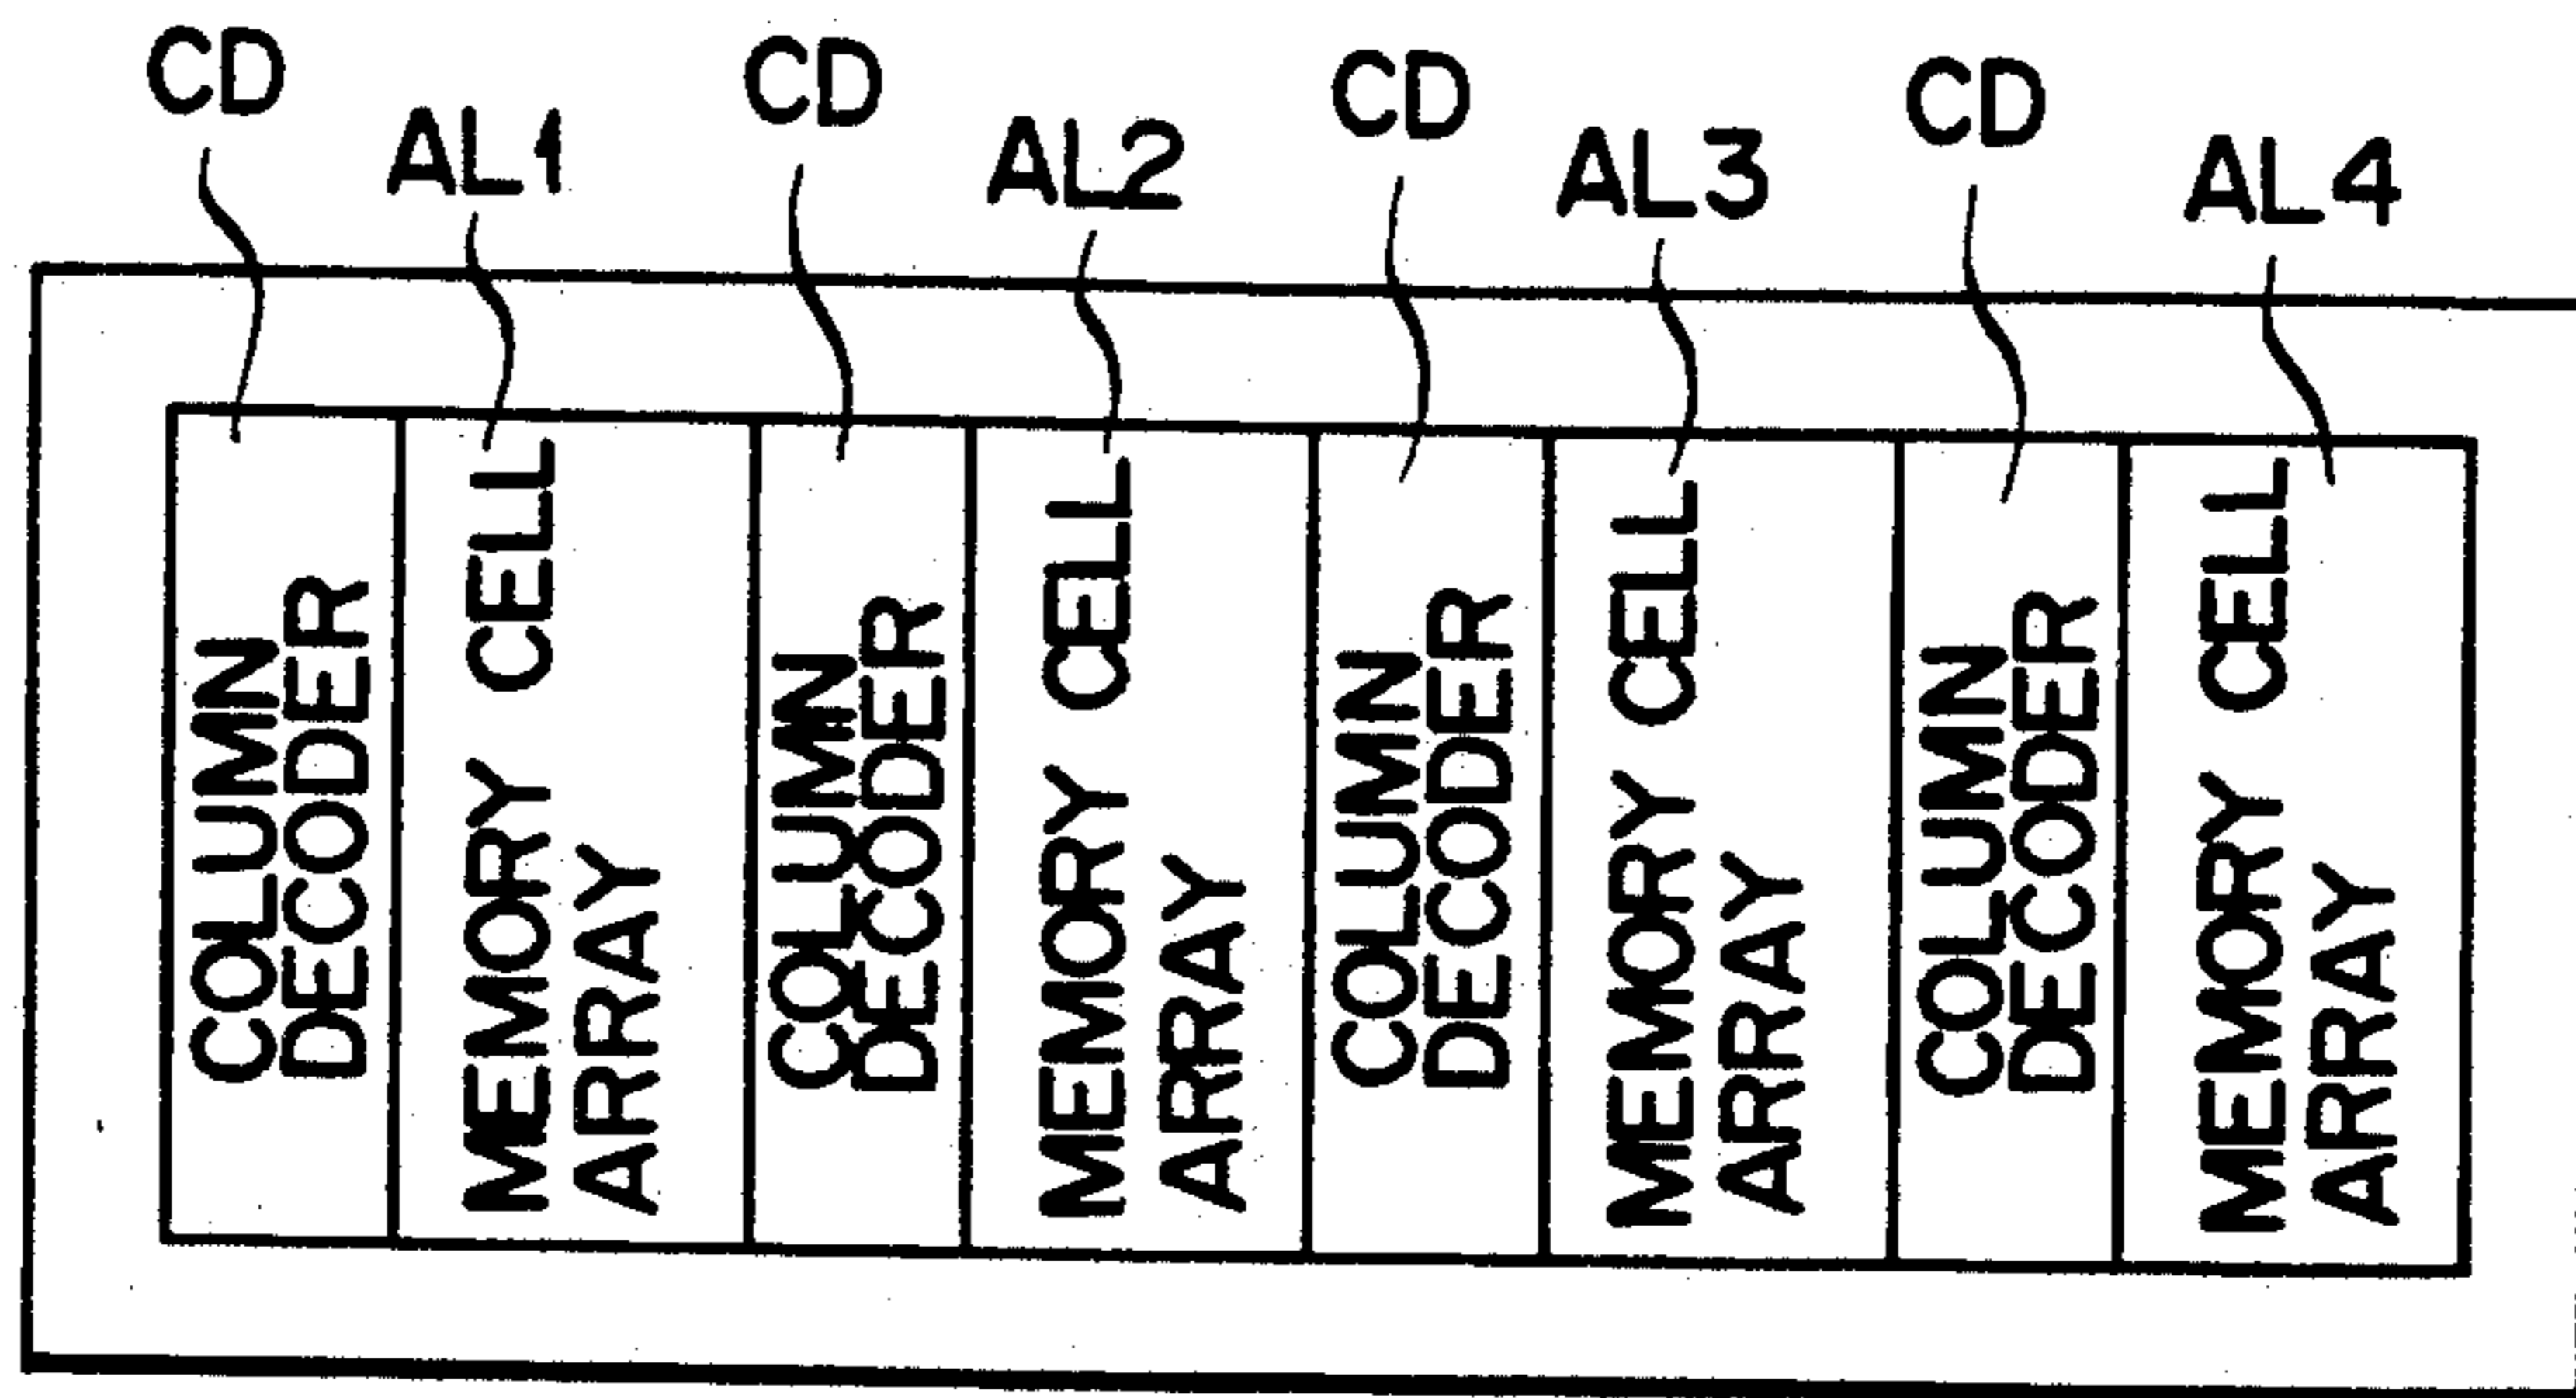 CD
AL1
CD
AL2
CD
AL3
CD
AL4
COLUMN
DECODER
MEMORY CELL
ARRAY
COLUMN
DECODER
MEMORY CELL
ARRAY
COLUMN
DECODER
MEMORY CELL
ARRAY
COLUMN
DECODER
MEMORY CELL
ARRAY